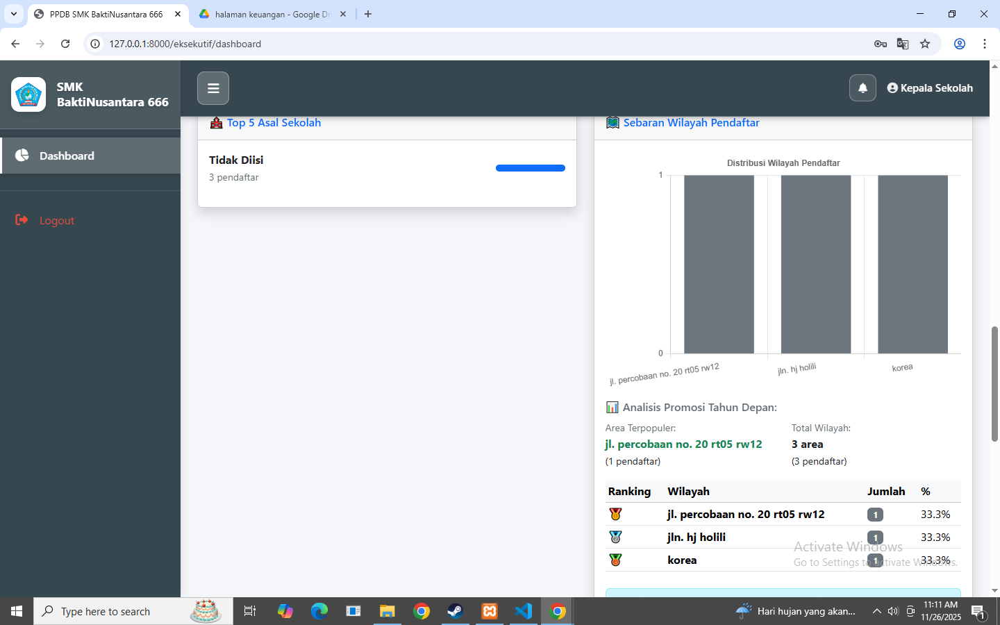 PPDB SMK BaktiNusantara 666
halaman keuangan - Google Dr
127.0.0.1:8000/eksekutif/dashboard
SMK
BaktiNusantara 666
Kepala Sekolah
Dashboard
Logout
Top 5 Asal Sekolah
Tidak Diisi
3 pendaftar
Sebaran Wilayah Pendaftar
Distribusi Wilayah Pendaftar
1
0
jl. percobaan no. 20 rt05 rw12
jln. hj holili
korea
Analisis Promosi Tahun Depan:
Area Terpopuler:
jl. percobaan no. 20 rt05 rw12
(1 pendaftar)
Total Wilayah:
3 area
(3 pendaftar)
Ranking Wilayah Jumlah %
jl. percobaan no. 20 rt05 rw12 1 33.3%
jln. hj holili 1 33.3%
korea 1 33.3%
Activate Windows
Go to Settings to activate Windows.
Type here to search
Hari hujan yang akan...
11:11 AM
11/26/2025
1